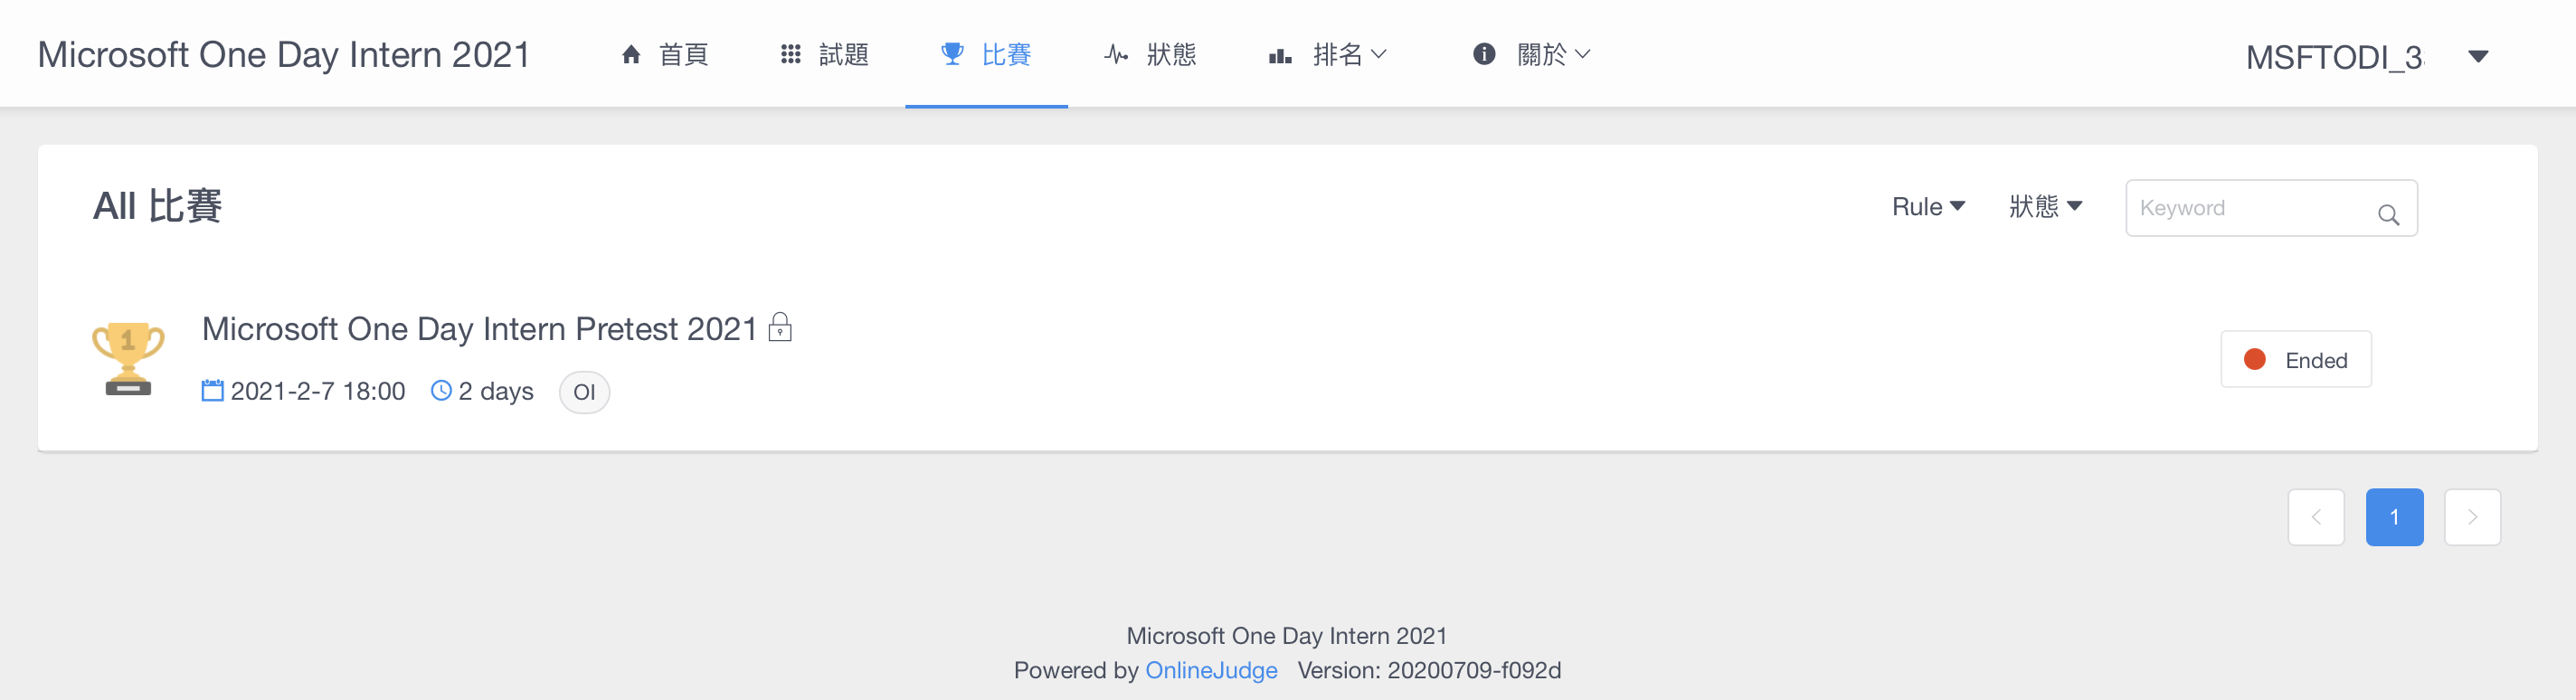 Microsoft One Day Intern 2021 首頁 試題 比賽 狀態 排名 關於 MSFTODI_3
All 比賽 Rule 狀態 Keyword
Microsoft One Day Intern Pretest 2021
1
2021-2-7 18:00 2 days OI Ended
1
Microsoft One Day Intern 2021
Powered by OnlineJudge Version: 20200709-f092d